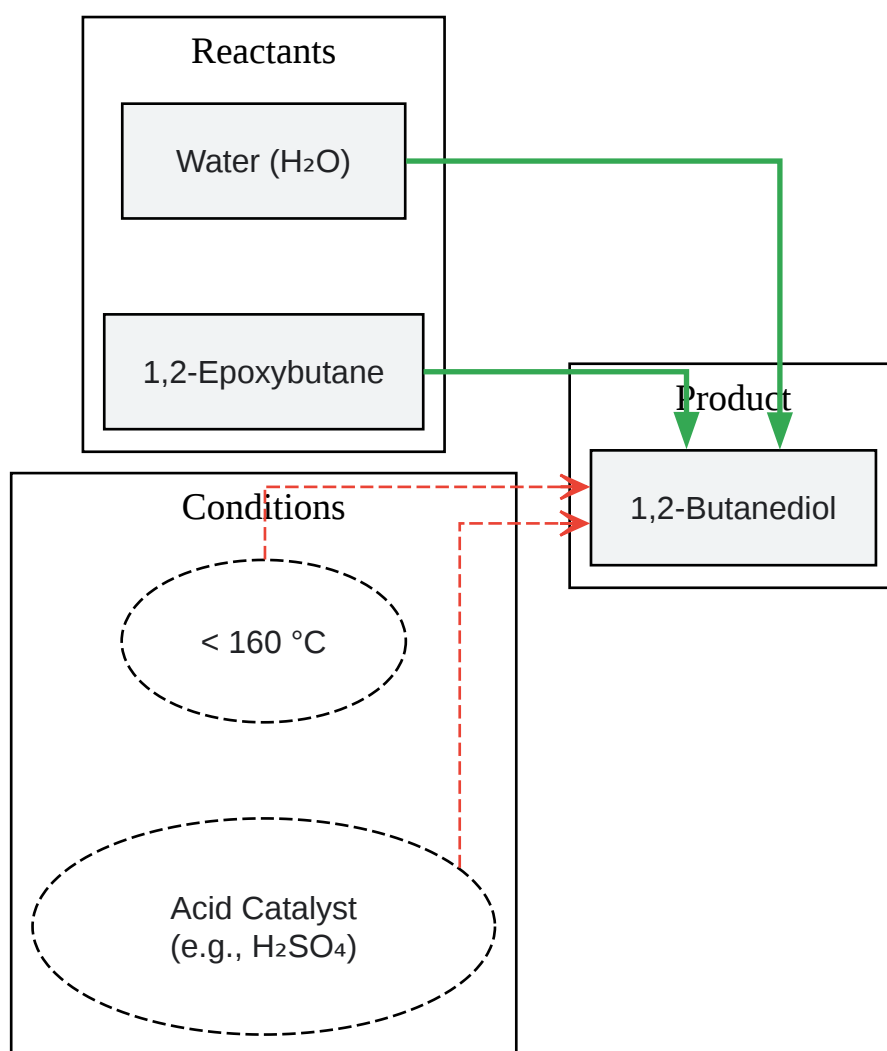 Reactants
Water (H₂O)
1,2-Epoxybutane
Product
1,2-Butanediol
Conditions
< 160 °C
Acid Catalyst
(e.g., H₂SO₄)